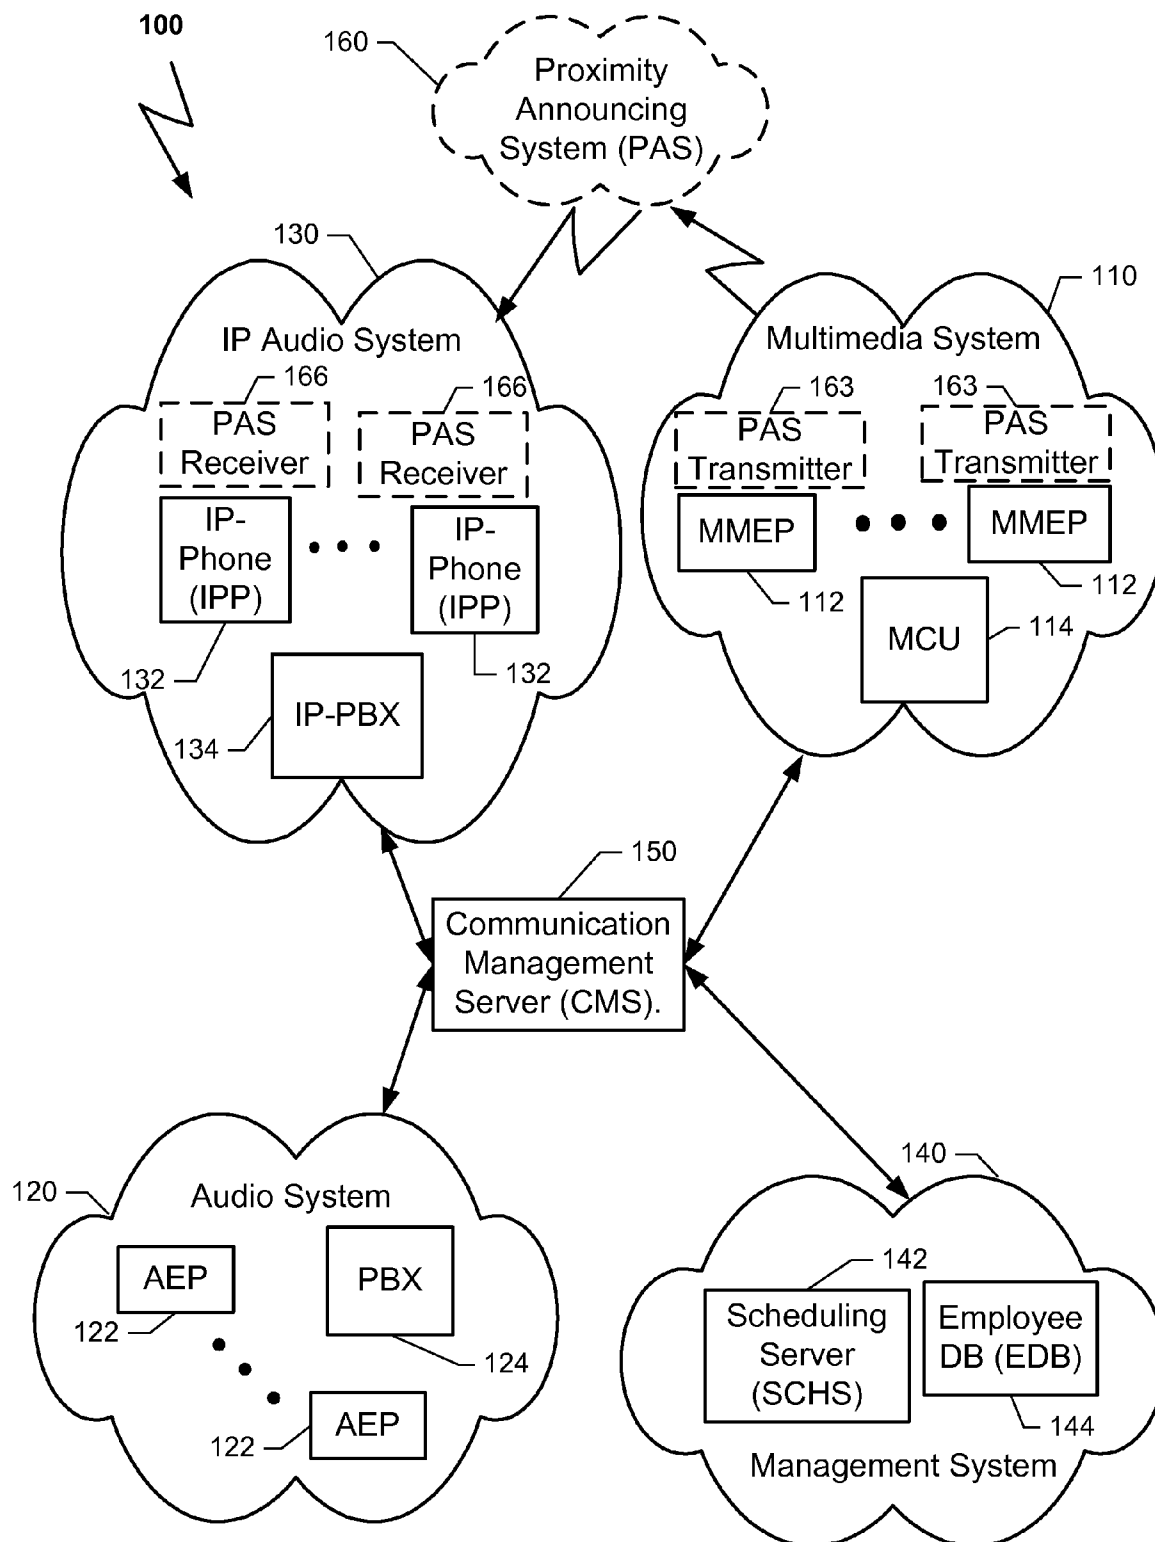 100
160
Proximity
Announcing
System (PAS)
130
110
IP Audio System
Multimedia System
166
166
163
163
PAS
Receiver
PAS
Receiver
PAS
Transmitter
PAS
Transmitter
IP-
Phone
(IPP)
IP-
Phone
(IPP)
MMEP
MMEP
112
112
MCU
114
132
132
IP-PBX
134
150
Communication
Management
Server (CMS).
120
Audio System
AEP
122
PBX
124
AEP
122
140
142
Scheduling
Server
(SCHS)
Employee
DB (EDB)
144
Management System